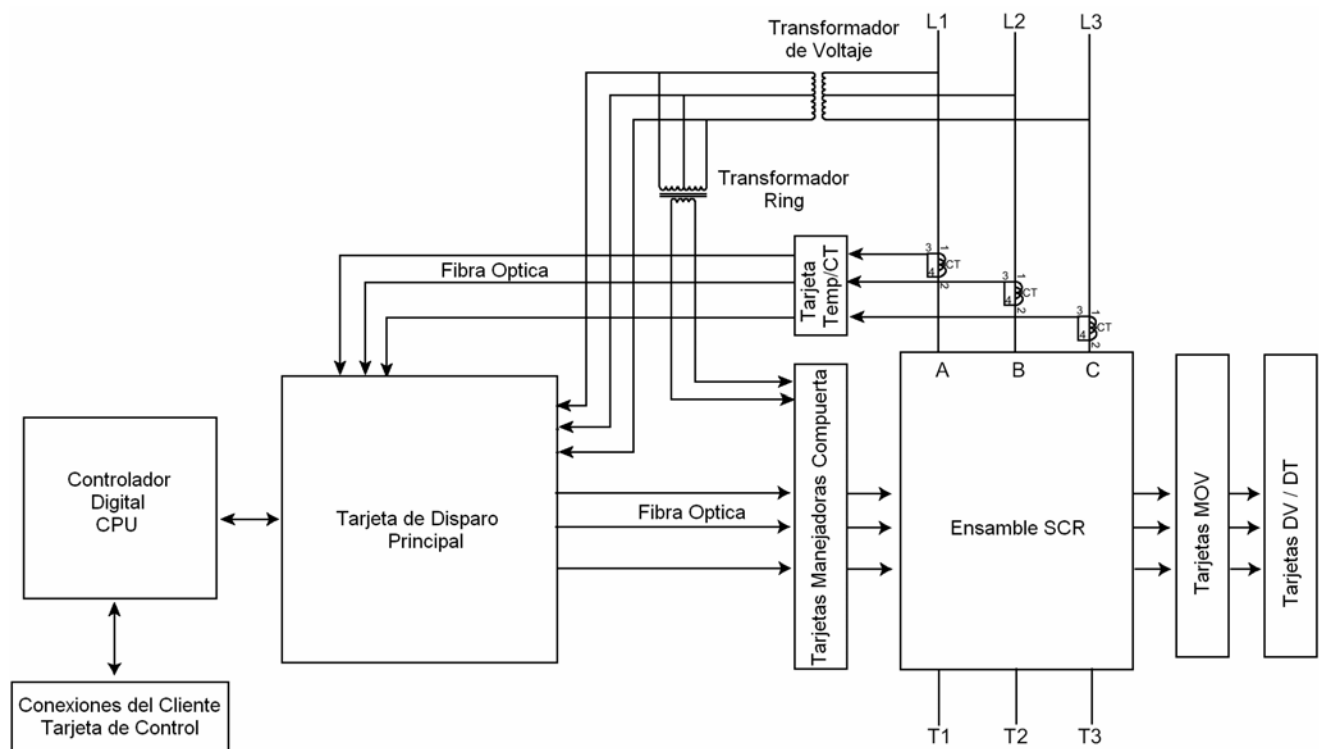 L1 L2 L3
Transformador
de Voltaje
Transformador
Ring
Fibra Optica
Tarjeta
Temp/CT
3 1
4 CT
2
3 1
4 CT
2
3 1
4 CT
2
A B C
Controlador
Digital
CPU
Tarjeta de Disparo
Principal
Fibra Optica
Tarjetas Manejadoras Compuerta
Ensamble SCR
Tarjetas MOV
Tarjetas DV / DT
Conexiones del Cliente
Tarjeta de Control
T1 T2 T3